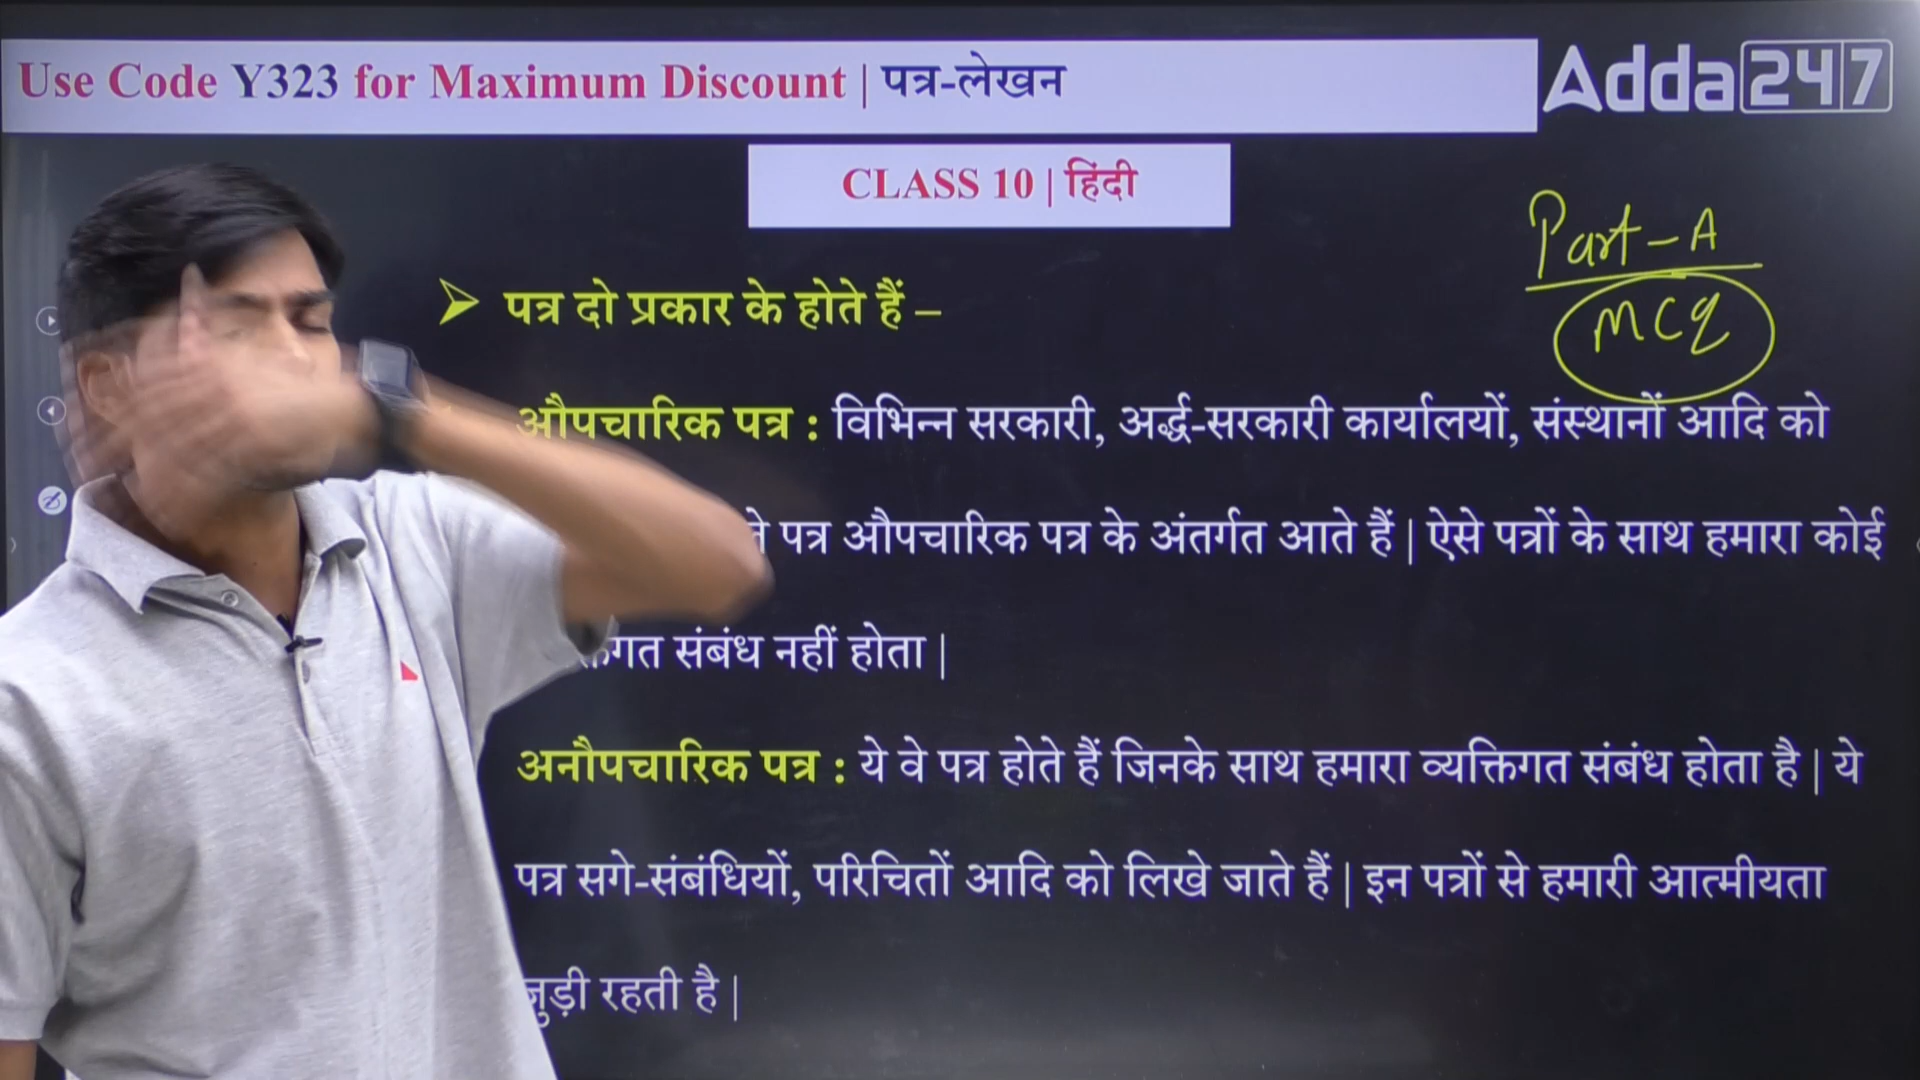 Use Code Y323 for Maximum Discount | पत्र-लेखन
Adda247
CLASS 10 | हिंदी
Part-A
MCQ
पत्र दो प्रकार के होते हैं –
औपचारिक पत्र : विभिन्न सरकारी, अर्द्ध-सरकारी कार्यालयों, संस्थानों आदि को
पत्र औपचारिक पत्र के अंतर्गत आते हैं | ऐसे पत्रों के साथ हमारा कोई
संबंध नहीं होता |
अनौपचारिक पत्र : ये वे पत्र होते हैं जिनके साथ हमारा व्यक्तिगत संबंध होता है | ये
पत्र सगे-संबंधियों, परिचितों आदि को लिखे जाते हैं | इन पत्रों से हमारी आत्मीयता
जुड़ी रहती है |